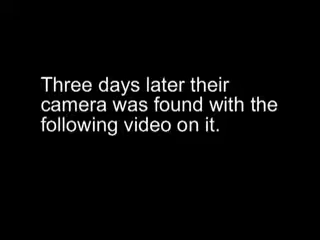 Three days later their
camera was found with the
following video on it.